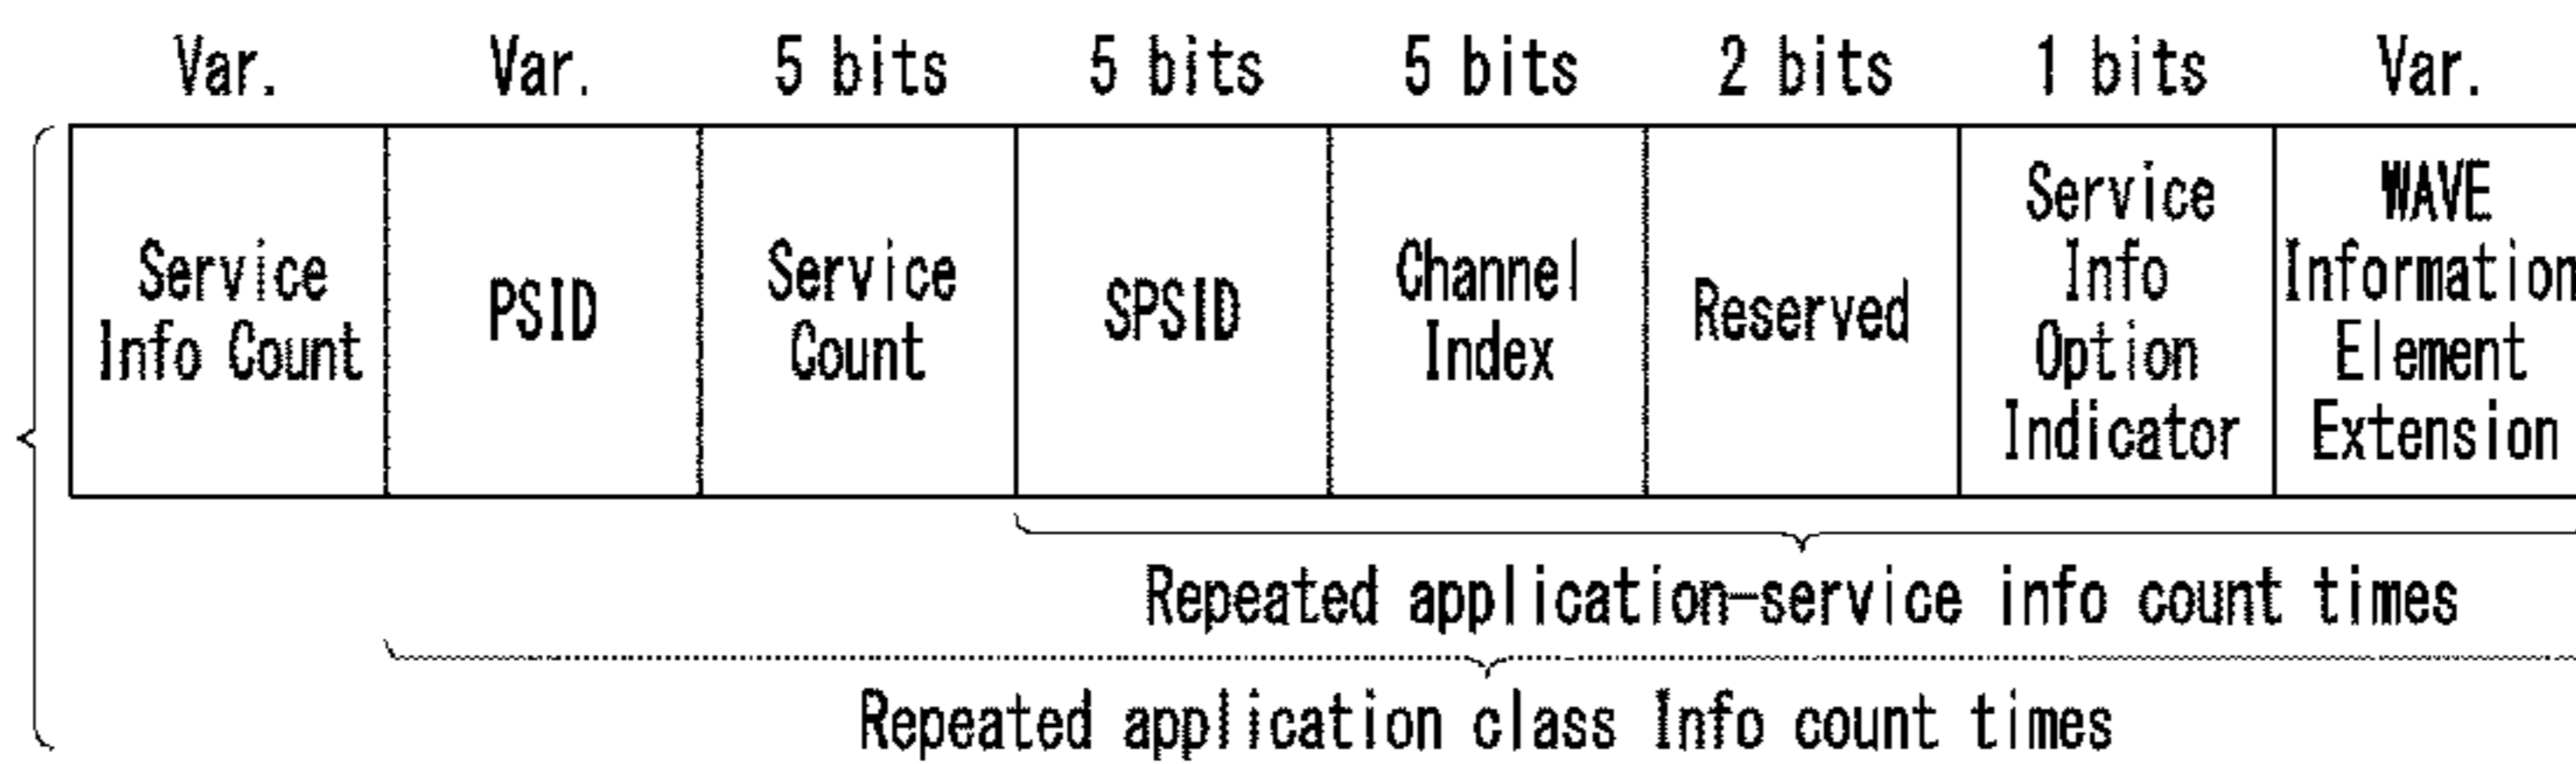 Var. Var. 5 bits 5 bits 5 bits 2 bits 1 bits Var.
Service
Info Count
PSID
Service
Count
SPSID
Channel
Index
Reserved
Service
Info
Option
Indicator
WAVE
Information
Element
Extension
Repeated application-service info count times
Repeated application class Info count times